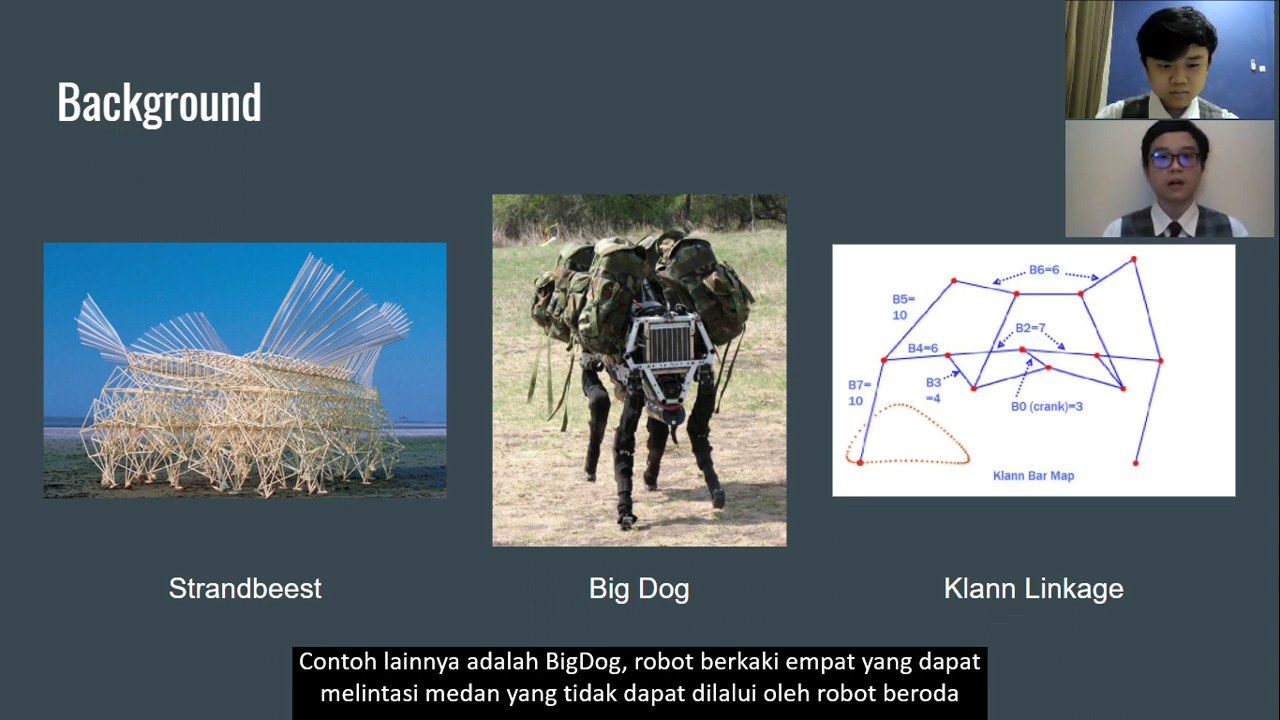 Background
B6=6
B5=
10
B2=7
B4=6
B7=
10
B3
=4
B0 (crank)=3
Klann Bar Map
Strandbeest
Big Dog
Klann Linkage
Contoh lainnya adalah BigDog, robot berkaki empat yang dapat
melintasi medan yang tidak dapat dilalui oleh robot beroda